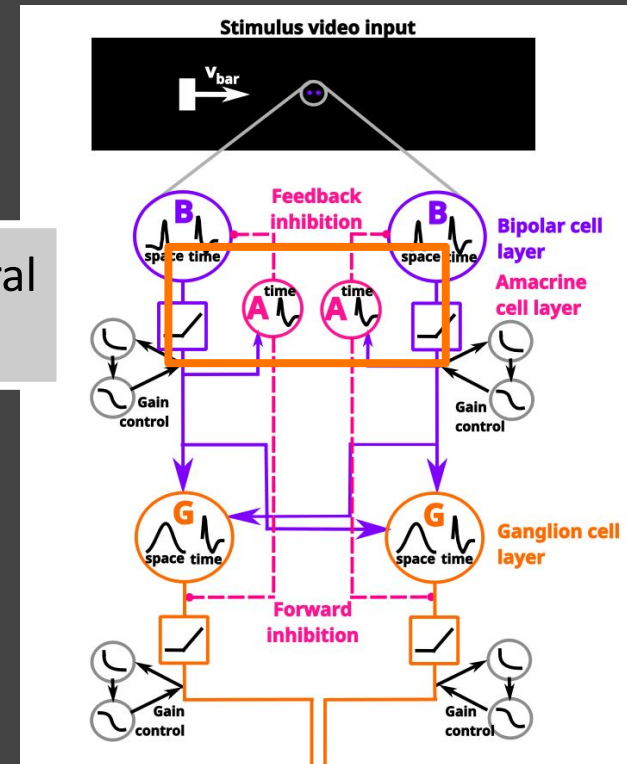 Stimulus video input
vbar
ral
Feedback
inhibition
B
space time
B
space time
Bipolar cell
layer
Amacrine
cell layer
A
time
A
time
Gain
control
Gain
control
G
space time
G
space time
Ganglion cell
layer
Forward
inhibition
Gain
control
Gain
control